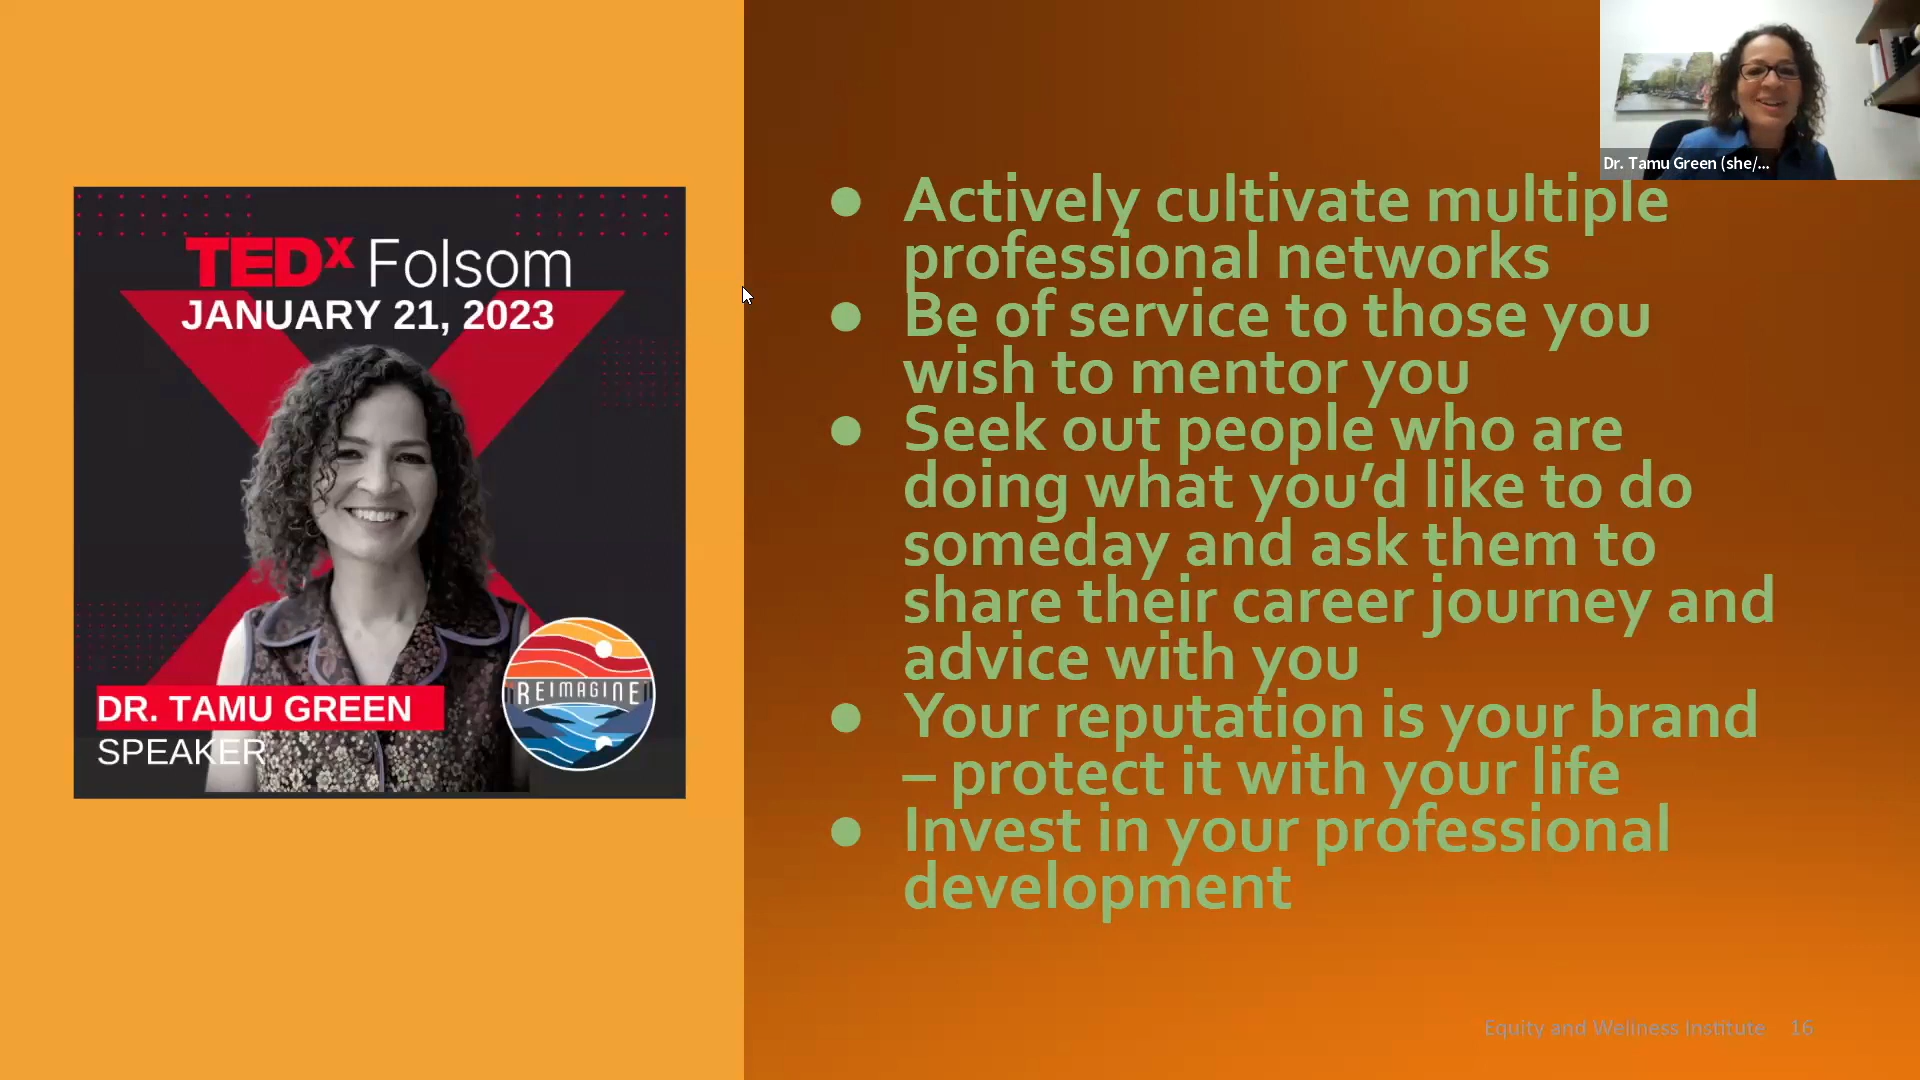 Dr. Tamu Green (she/...
TEDx Folsom
JANUARY 21, 2023
REIMAGINE
DR. TAMU GREEN
SPEAKER
● Actively cultivate multiple
professional networks
● Be of service to those you
wish to mentor you
● Seek out people who are
doing what you’d like to do
someday and ask them to
share their career journey and
advice with you
● Your reputation is your brand
– protect it with your life
● Invest in your professional
development
Equity and Wellness Institute 16